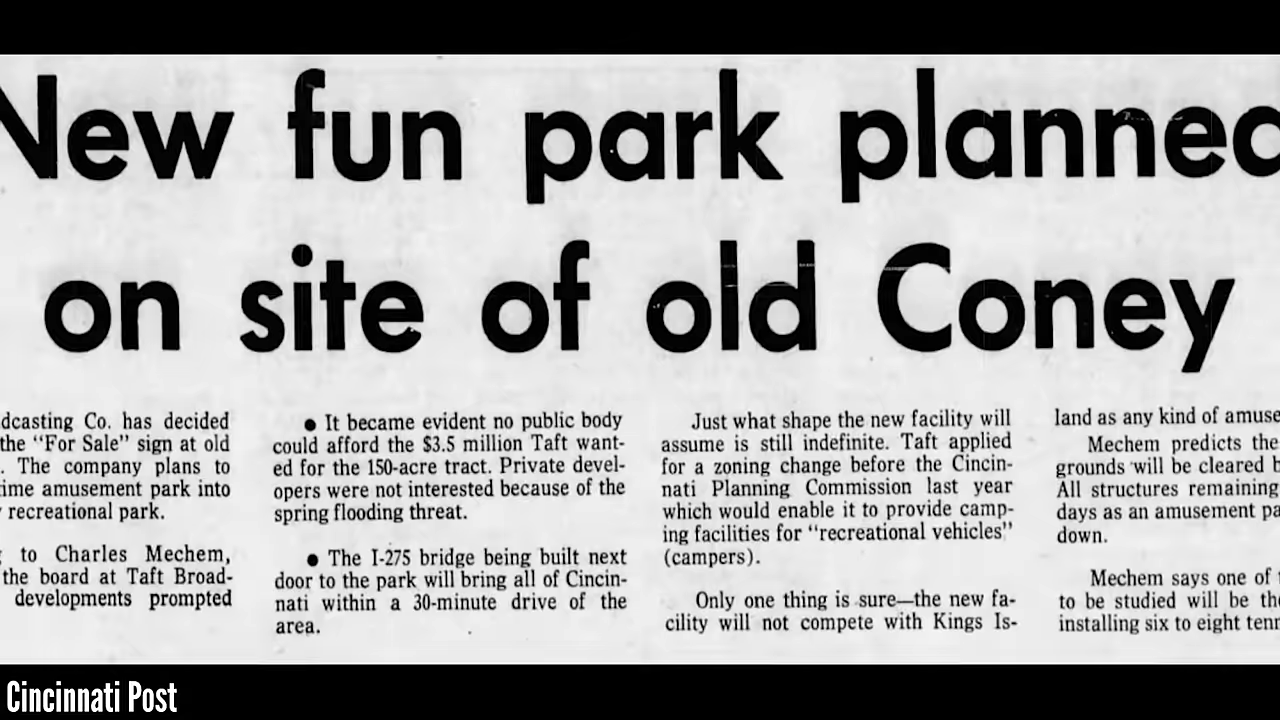 New fun park planned
on site of old Coney
dcasting Co. has decided
the "For Sale" sign at old
. The company plans to
ime amusement park into
recreational park.
to Charles Mechem,
the board at Taft Broad-
developments prompted
● It became evident no public body
could afford the $3.5 million Taft want-
ed for the 150-acre tract. Private devel-
opers were not interested because of the
spring flooding threat.
● The I-275 bridge being built next
door to the park will bring all of Cincin-
nati within a 30-minute drive of the
area.
Just what shape the new facility will
assume is still indefinite. Taft applied
for a zoning change before the Cincin-
nati Planning Commission last year
which would enable it to provide camp-
ing facilities for "recreational vehicles"
(campers).
Only one thing is sure—the new fa-
cility will not compete with Kings Is-
land as any kind of amuse
Mechem predicts the
grounds will be cleared b
All structures remaining
days as an amusement pa
down.
Mechem says one of t
to be studied will be the
installing six to eight tenn
Cincinnati Post